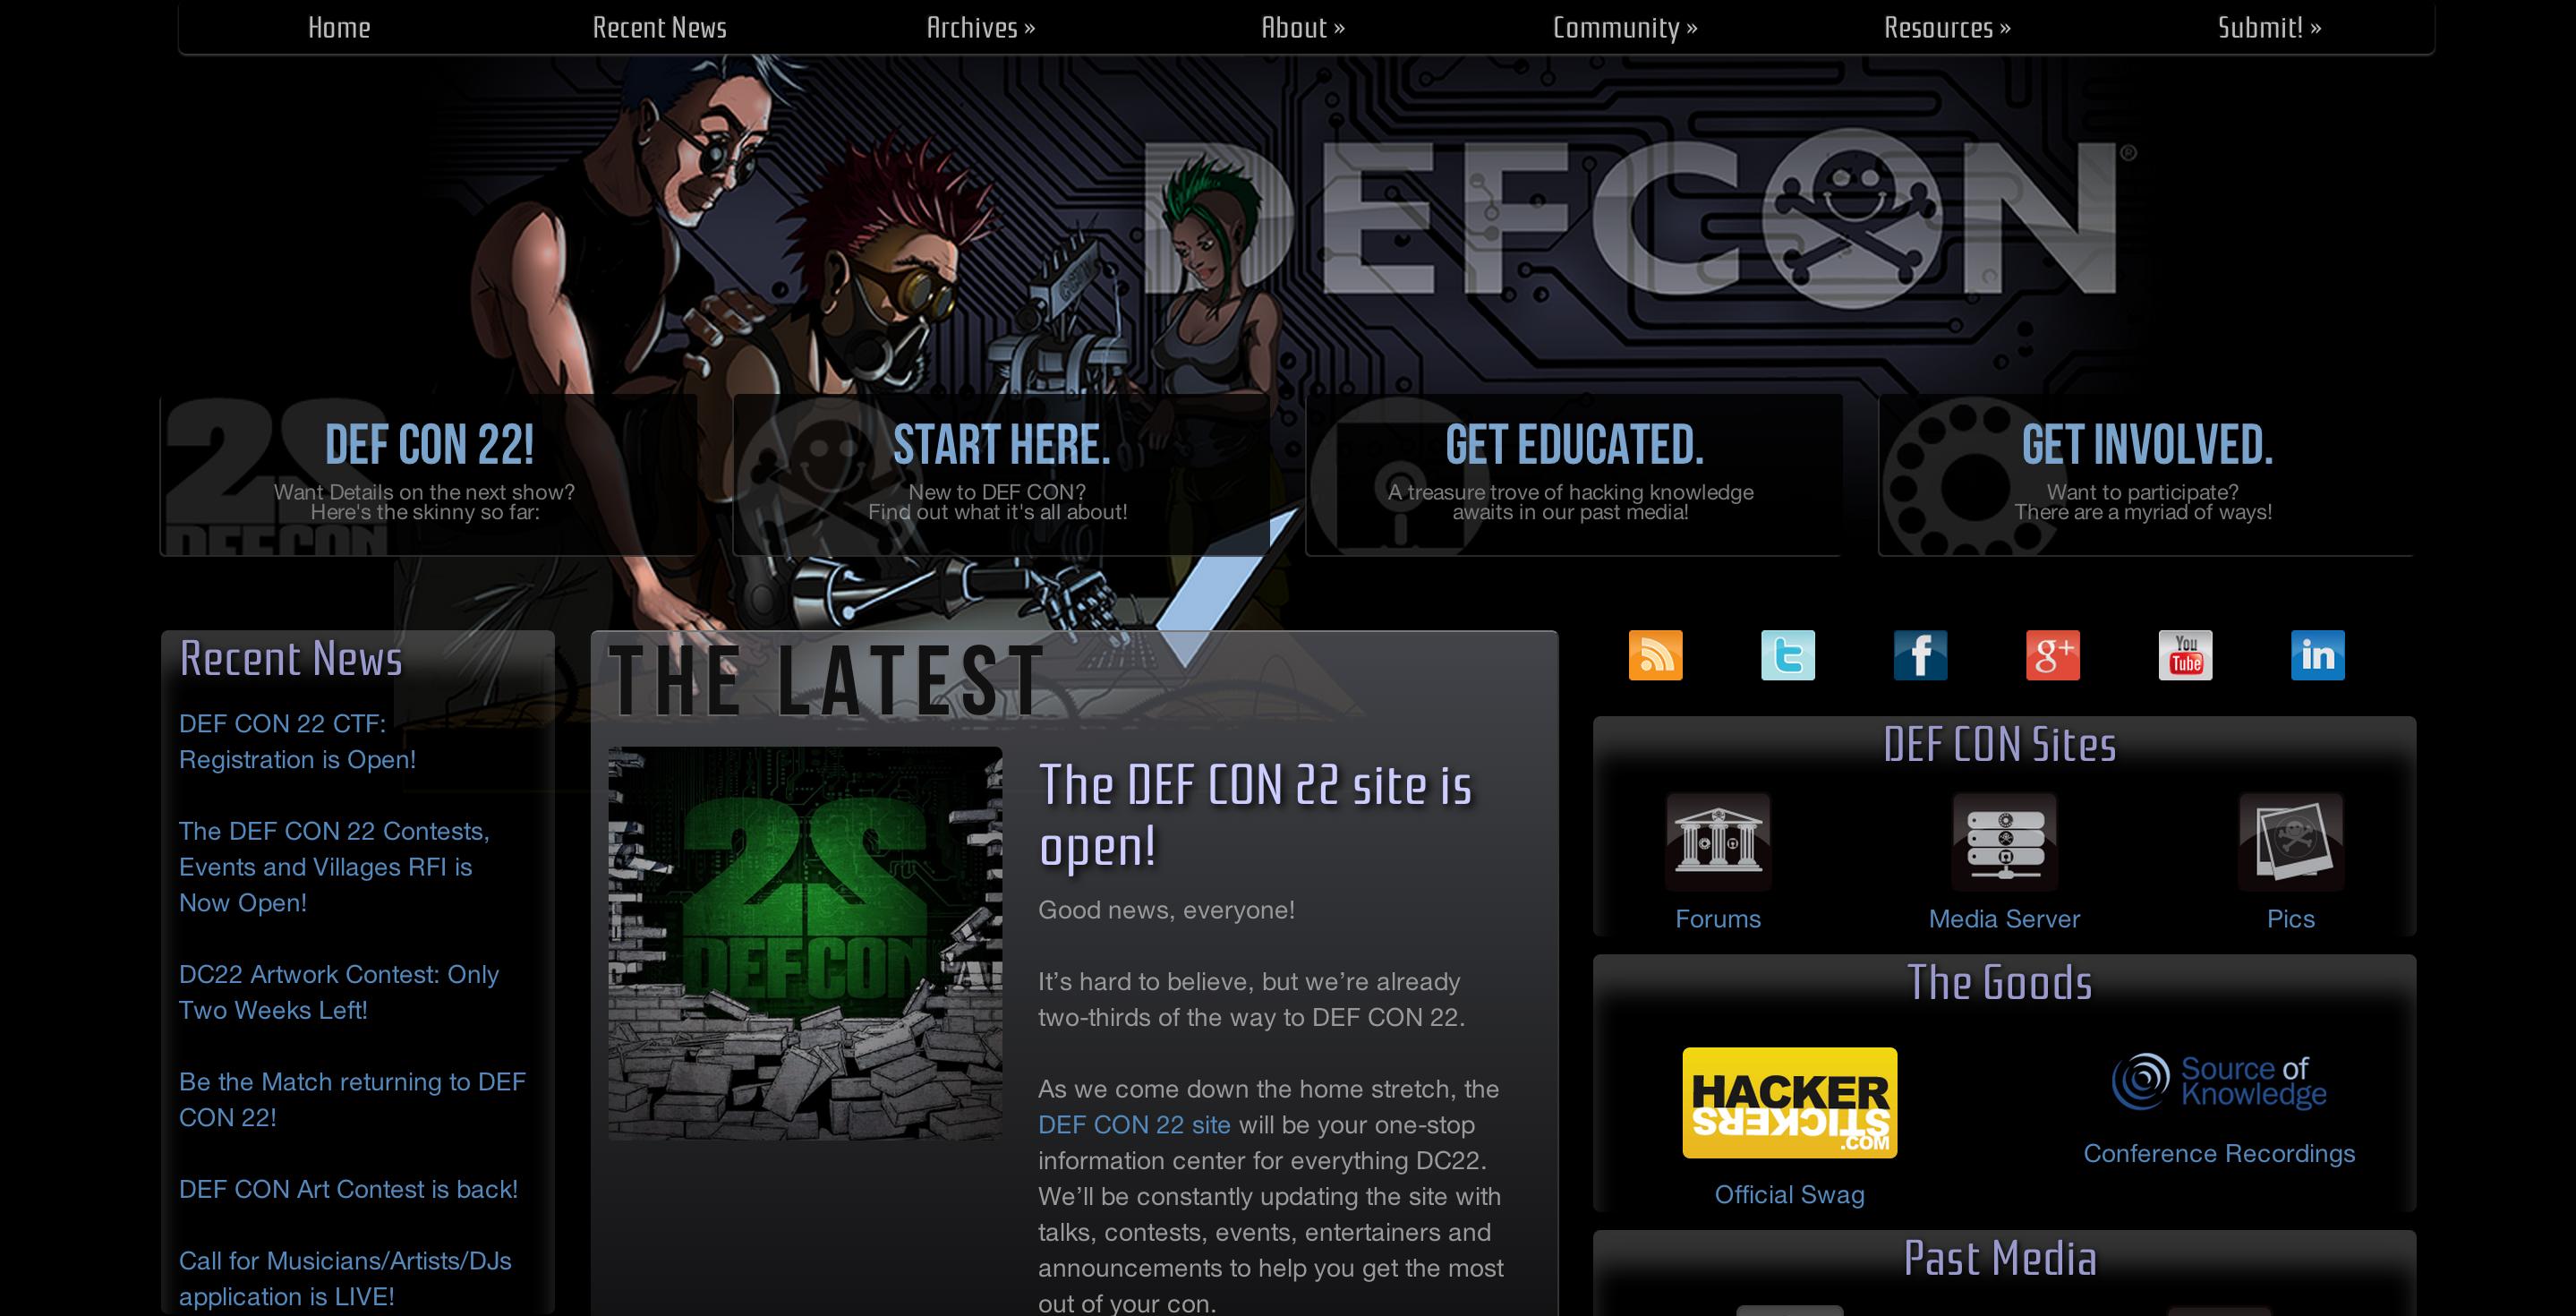 Home
Recent News
Archives »
About »
Community »
Resources »
Submit! »
DEFCON®
DEF CON 22!
Want Details on the next show?
Here's the skinny so far:
22
DEFCON
START HERE.
New to DEF CON?
Find out what it's all about!
GET EDUCATED.
A treasure trove of hacking knowledge
awaits in our past media!
GET INVOLVED.
Want to participate?
There are a myriad of ways!
Recent News
DEF CON 22 CTF:
Registration is Open!
The DEF CON 22 Contests,
Events and Villages RFI is
Now Open!
DC22 Artwork Contest: Only
Two Weeks Left!
Be the Match returning to DEF
CON 22!
DEF CON Art Contest is back!
Call for Musicians/Artists/DJs
application is LIVE!
THE LATEST
22
DEFCON
The DEF CON 22 site is
open!
Good news, everyone!
It’s hard to believe, but we’re already
two-thirds of the way to DEF CON 22.
As we come down the home stretch, the
DEF CON 22 site will be your one-stop
information center for everything DC22.
We’ll be constantly updating the site with
talks, contests, events, entertainers and
announcements to help you get the most
out of your con.
t
f
g+
You
Tube
in
DEF CON Sites
Forums
Media Server
Pics
The Goods
HACKER
STICKERS
.COM
Official Swag
Source of
Knowledge
Conference Recordings
Past Media